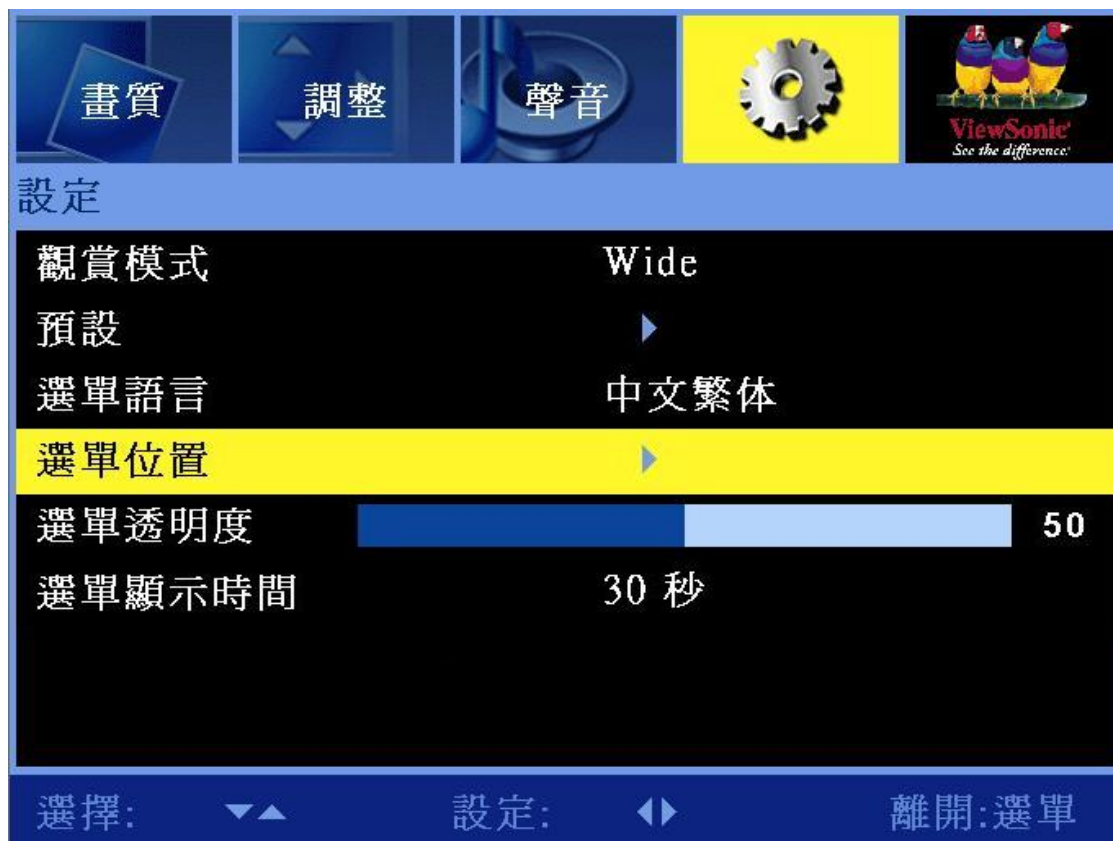 畫質 調整 聲音 ViewSonic®
See the difference.™
設定
觀賞模式 Wide
預設
選單語言 中文繁体
選單位置
選單透明度 50
選單顯示時間 30 秒
選擇: 設定: 離開:選單